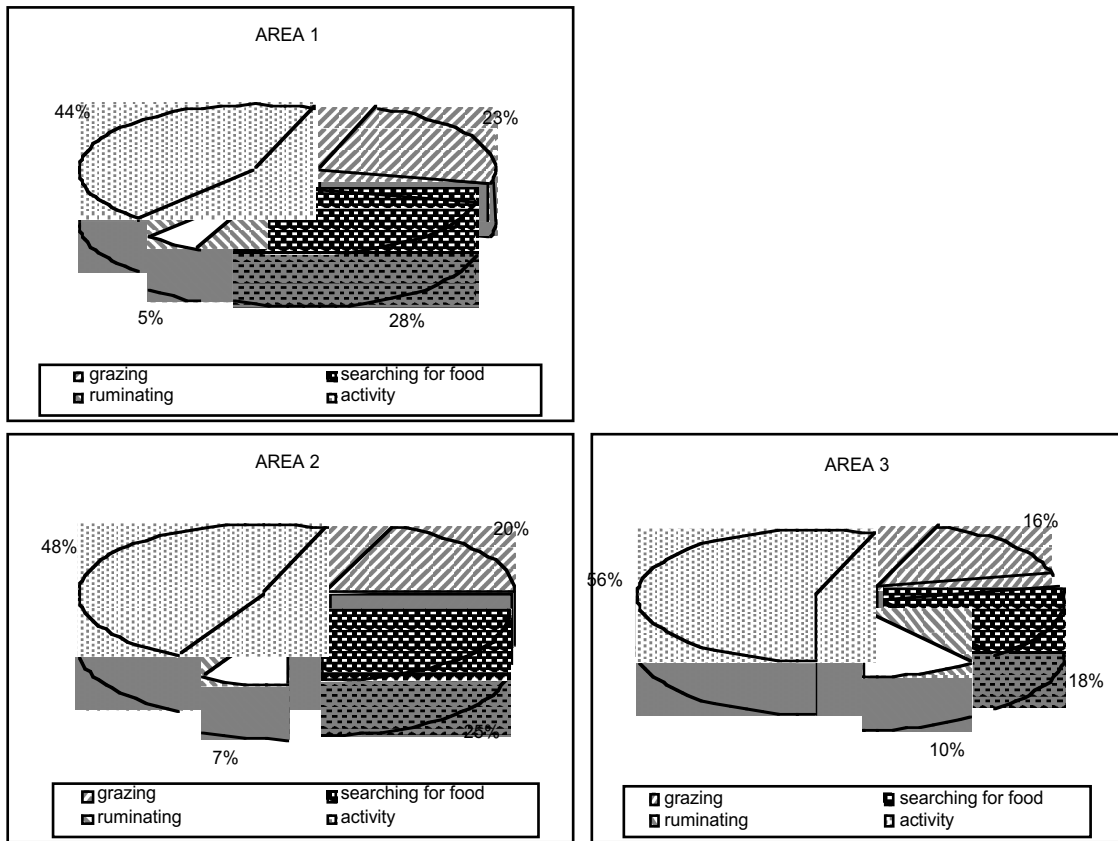 AREA 1
44%
23%
5%
28%
grazing
searching for food
ruminating
activity
AREA 2
48%
20%
25%
7%
grazing
searching for food
ruminating
activity
AREA 3
16%
56%
18%
10%
grazing
searching for food
ruminating
activity